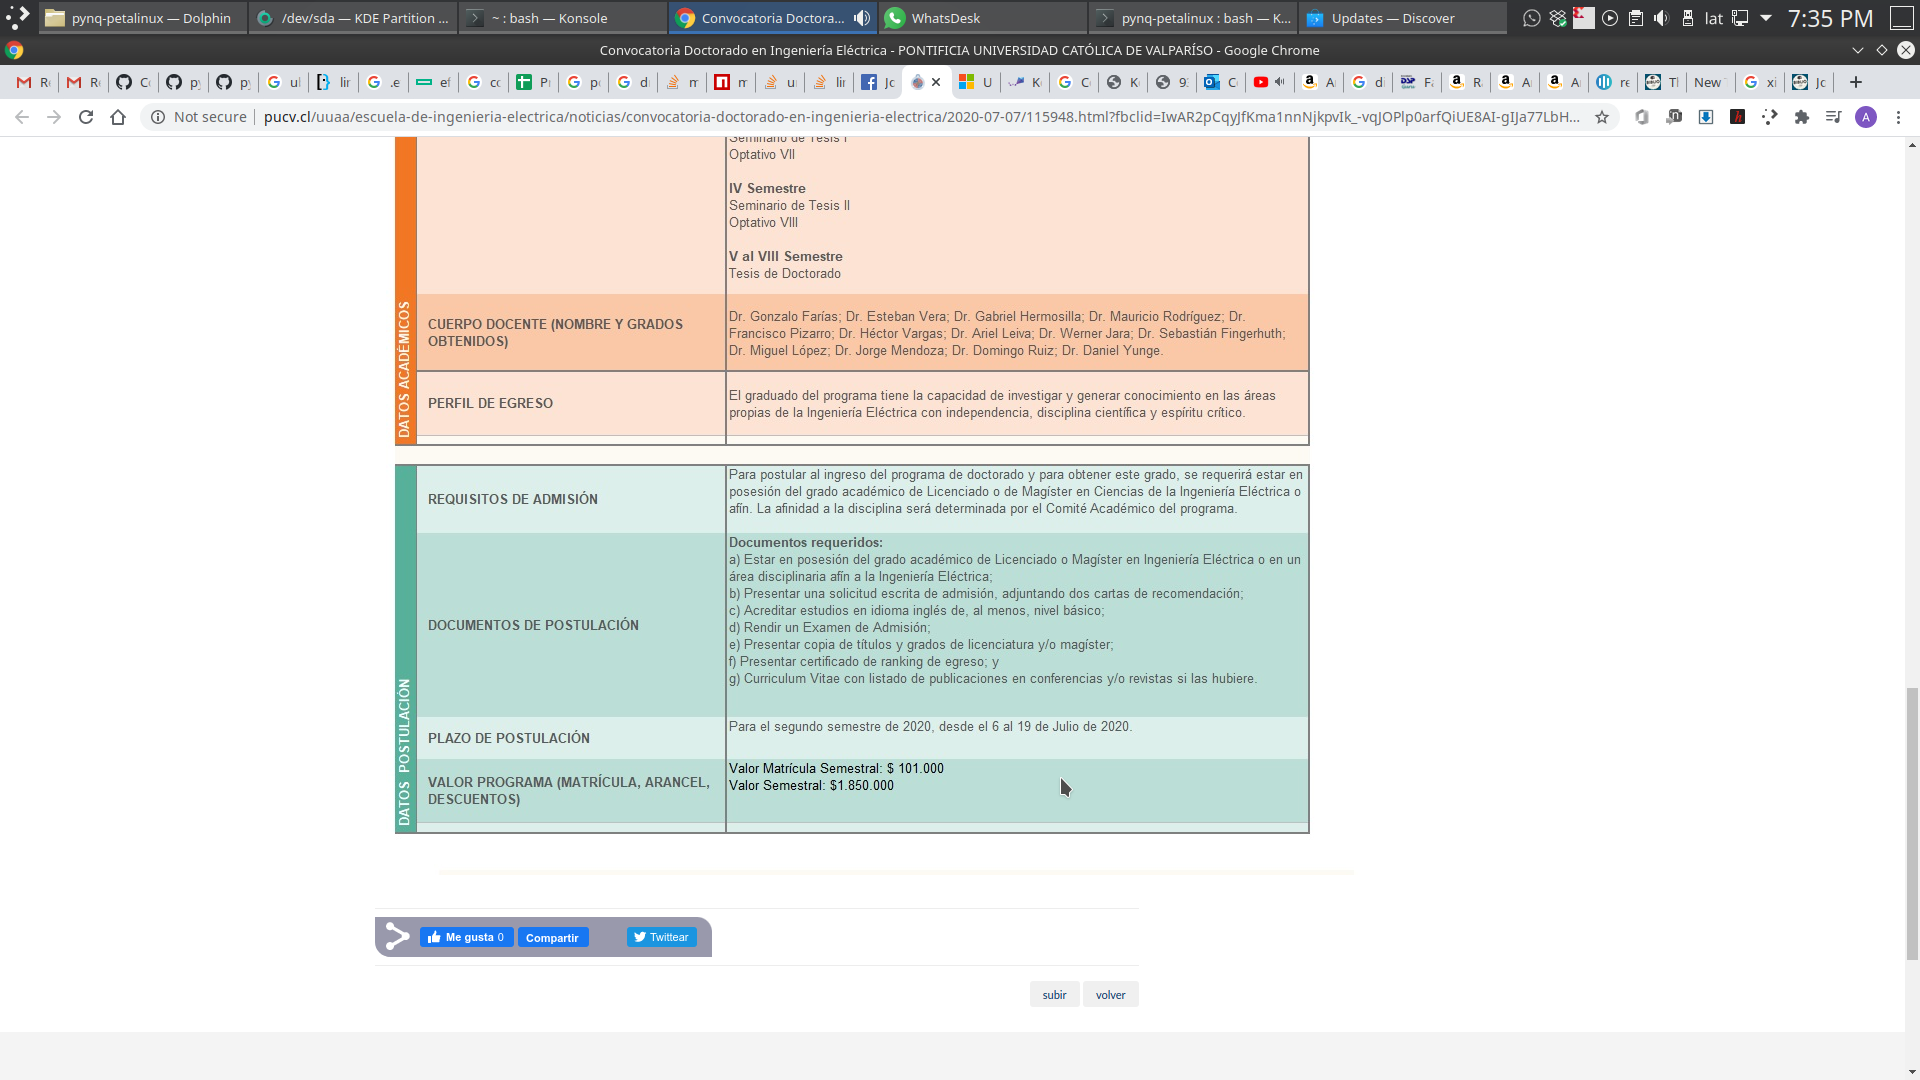 pynq-petalinux — Dolphin
/dev/sda — KDE Partition ...
~ : bash — Konsole
Convocatoria Doctora...
WhatsDesk
pynq-petalinux : bash — K...
Updates — Discover
lat
7:35 PM
Convocatoria Doctorado en Ingeniería Eléctrica - PONTIFICIA UNIVERSIDAD CATÓLICA DE VALPARÍSO - Google Chrome
Not secure
pucv.cl/uuaa/escuela-de-ingenieria-electrica/noticias/convocatoria-doctorado-en-ingenieria-electrica/2020-07-07/115948.html?fbclid=IwAR2pCqyJfKma1nnNjkpvIk_-vqJOPlp0arfQiUE8AI-gIJa77LbH...
Seminario de Tesis I
Optativo VII
IV Semestre
Seminario de Tesis II
Optativo VIII
V al VIII Semestre
Tesis de Doctorado
DATOS ACADÉMICOS
CUERPO DOCENTE (NOMBRE Y GRADOS
OBTENIDOS)
Dr. Gonzalo Farías; Dr. Esteban Vera; Dr. Gabriel Hermosilla; Dr. Mauricio Rodríguez; Dr.
Francisco Pizarro; Dr. Héctor Vargas; Dr. Ariel Leiva; Dr. Werner Jara; Dr. Sebastián Fingerhuth;
Dr. Miguel López; Dr. Jorge Mendoza; Dr. Domingo Ruiz; Dr. Daniel Yunge.
PERFIL DE EGRESO
El graduado del programa tiene la capacidad de investigar y generar conocimiento en las áreas
propias de la Ingeniería Eléctrica con independencia, disciplina científica y espíritu crítico.
DATOS POSTULACIÓN
REQUISITOS DE ADMISIÓN
Para postular al ingreso del programa de doctorado y para obtener este grado, se requerirá estar en
posesión del grado académico de Licenciado o de Magíster en Ciencias de la Ingeniería Eléctrica o
afín. La afinidad a la disciplina será determinada por el Comité Académico del programa.
DOCUMENTOS DE POSTULACIÓN
Documentos requeridos:
a) Estar en posesión del grado académico de Licenciado o Magíster en Ingeniería Eléctrica o en un
área disciplinaria afín a la Ingeniería Eléctrica;
b) Presentar una solicitud escrita de admisión, adjuntando dos cartas de recomendación;
c) Acreditar estudios en idioma inglés de, al menos, nivel básico;
d) Rendir un Examen de Admisión;
e) Presentar copia de títulos y grados de licenciatura y/o magíster;
f) Presentar certificado de ranking de egreso; y
g) Curriculum Vitae con listado de publicaciones en conferencias y/o revistas si las hubiere.
PLAZO DE POSTULACIÓN
Para el segundo semestre de 2020, desde el 6 al 19 de Julio de 2020.
VALOR PROGRAMA (MATRÍCULA, ARANCEL,
DESCUENTOS)
Valor Matrícula Semestral: $ 101.000
Valor Semestral: $1.850.000
Me gusta 0
Compartir
Twittear
subir
volver